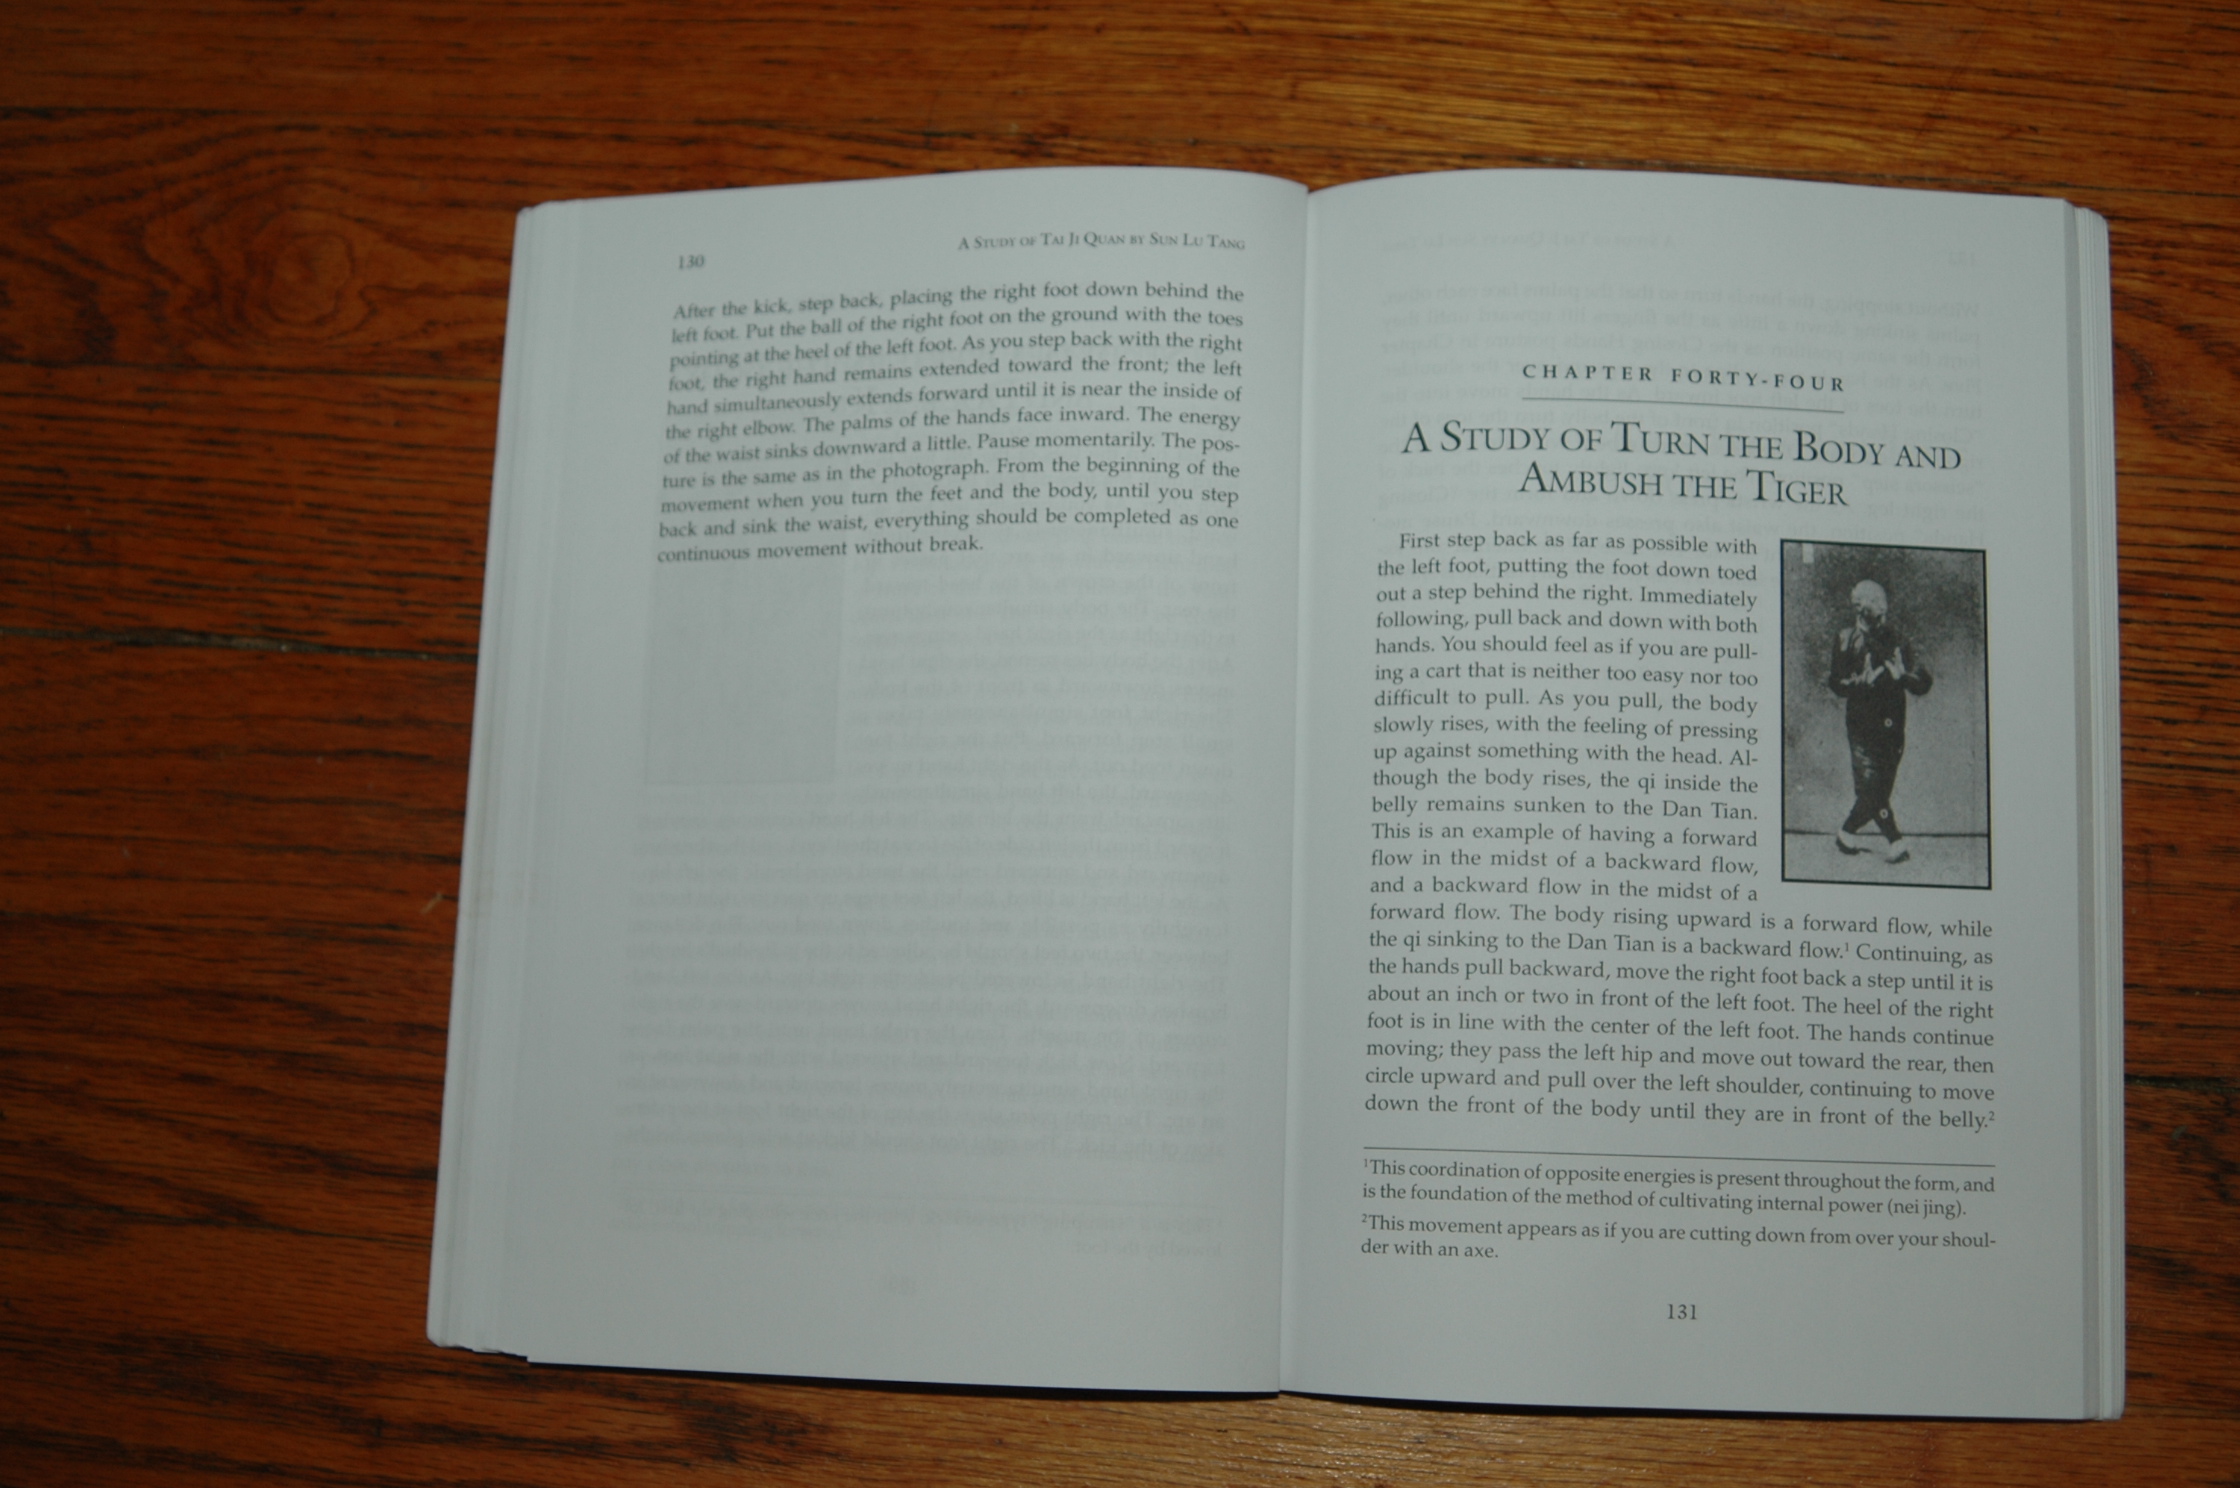 130
A STUDY OF TAI JI QUAN BY SUN LU TANG
After the kick, step back, placing the right foot down behind the
left foot. Put the ball of the right foot on the ground with the toes
pointing at the heel of the left foot. As you step back with the right
foot, the right hand remains extended toward the front; the left
hand simultaneously extends forward until it is near the inside of
the right elbow. The palms of the hands face inward. The energy
of the waist sinks downward a little. Pause momentarily. The pos-
ture is the same as in the photograph. From the beginning of the
movement when you turn the feet and the body, until you step
back and sink the waist, everything should be completed as one
continuous movement without break.
CHAPTER FORTY-FOUR
A STUDY OF TURN THE BODY AND
AMBUSH THE TIGER
First step back as far as possible with
the left foot, putting the foot down toed
out a step behind the right. Immediately
following, pull back and down with both
hands. You should feel as if you are pull-
ing a cart that is neither too easy nor too
difficult to pull. As you pull, the body
slowly rises, with the feeling of pressing
up against something with the head. Al-
though the body rises, the qi inside the
belly remains sunken to the Dan Tian.
This is an example of having a forward
flow in the midst of a backward flow,
and a backward flow in the midst of a
forward flow. The body rising upward is a forward flow, while
the qi sinking to the Dan Tian is a backward flow.¹ Continuing, as
the hands pull backward, move the right foot back a step until it is
about an inch or two in front of the left foot. The heel of the right
foot is in line with the center of the left foot. The hands continue
moving; they pass the left hip and move out toward the rear, then
circle upward and pull over the left shoulder, continuing to move
down the front of the body until they are in front of the belly.²
¹This coordination of opposite energies is present throughout the form, and
is the foundation of the method of cultivating internal power (nei jing).
²This movement appears as if you are cutting down from over your shoul-
der with an axe.
131